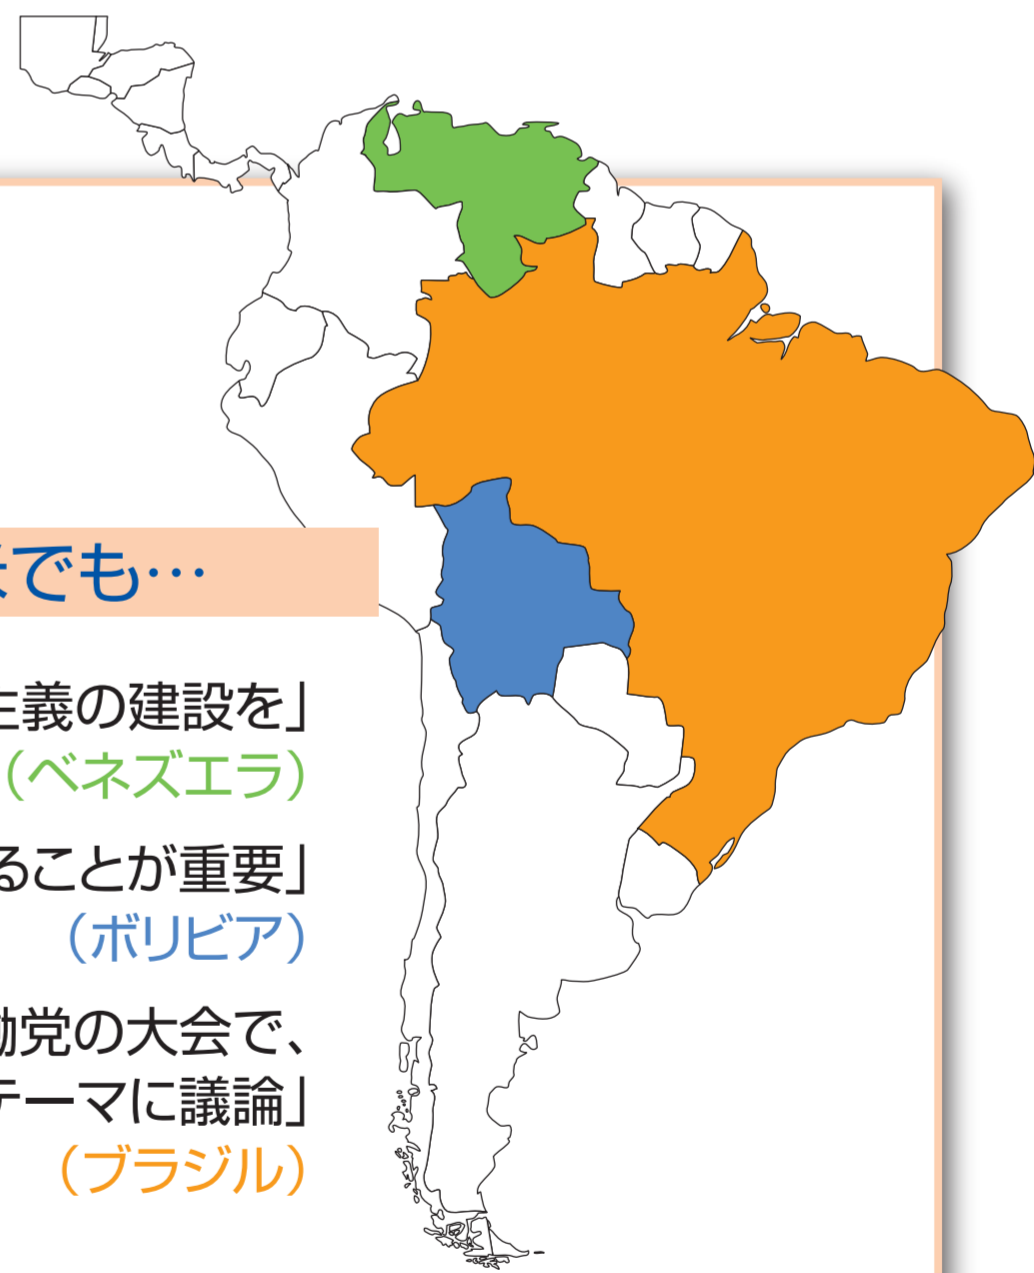 でも…
主義の建設を」
（ベネズエラ）
ることが重要」
（ボリビア）
働党の大会で、
テーマに議論」
（ブラジル）